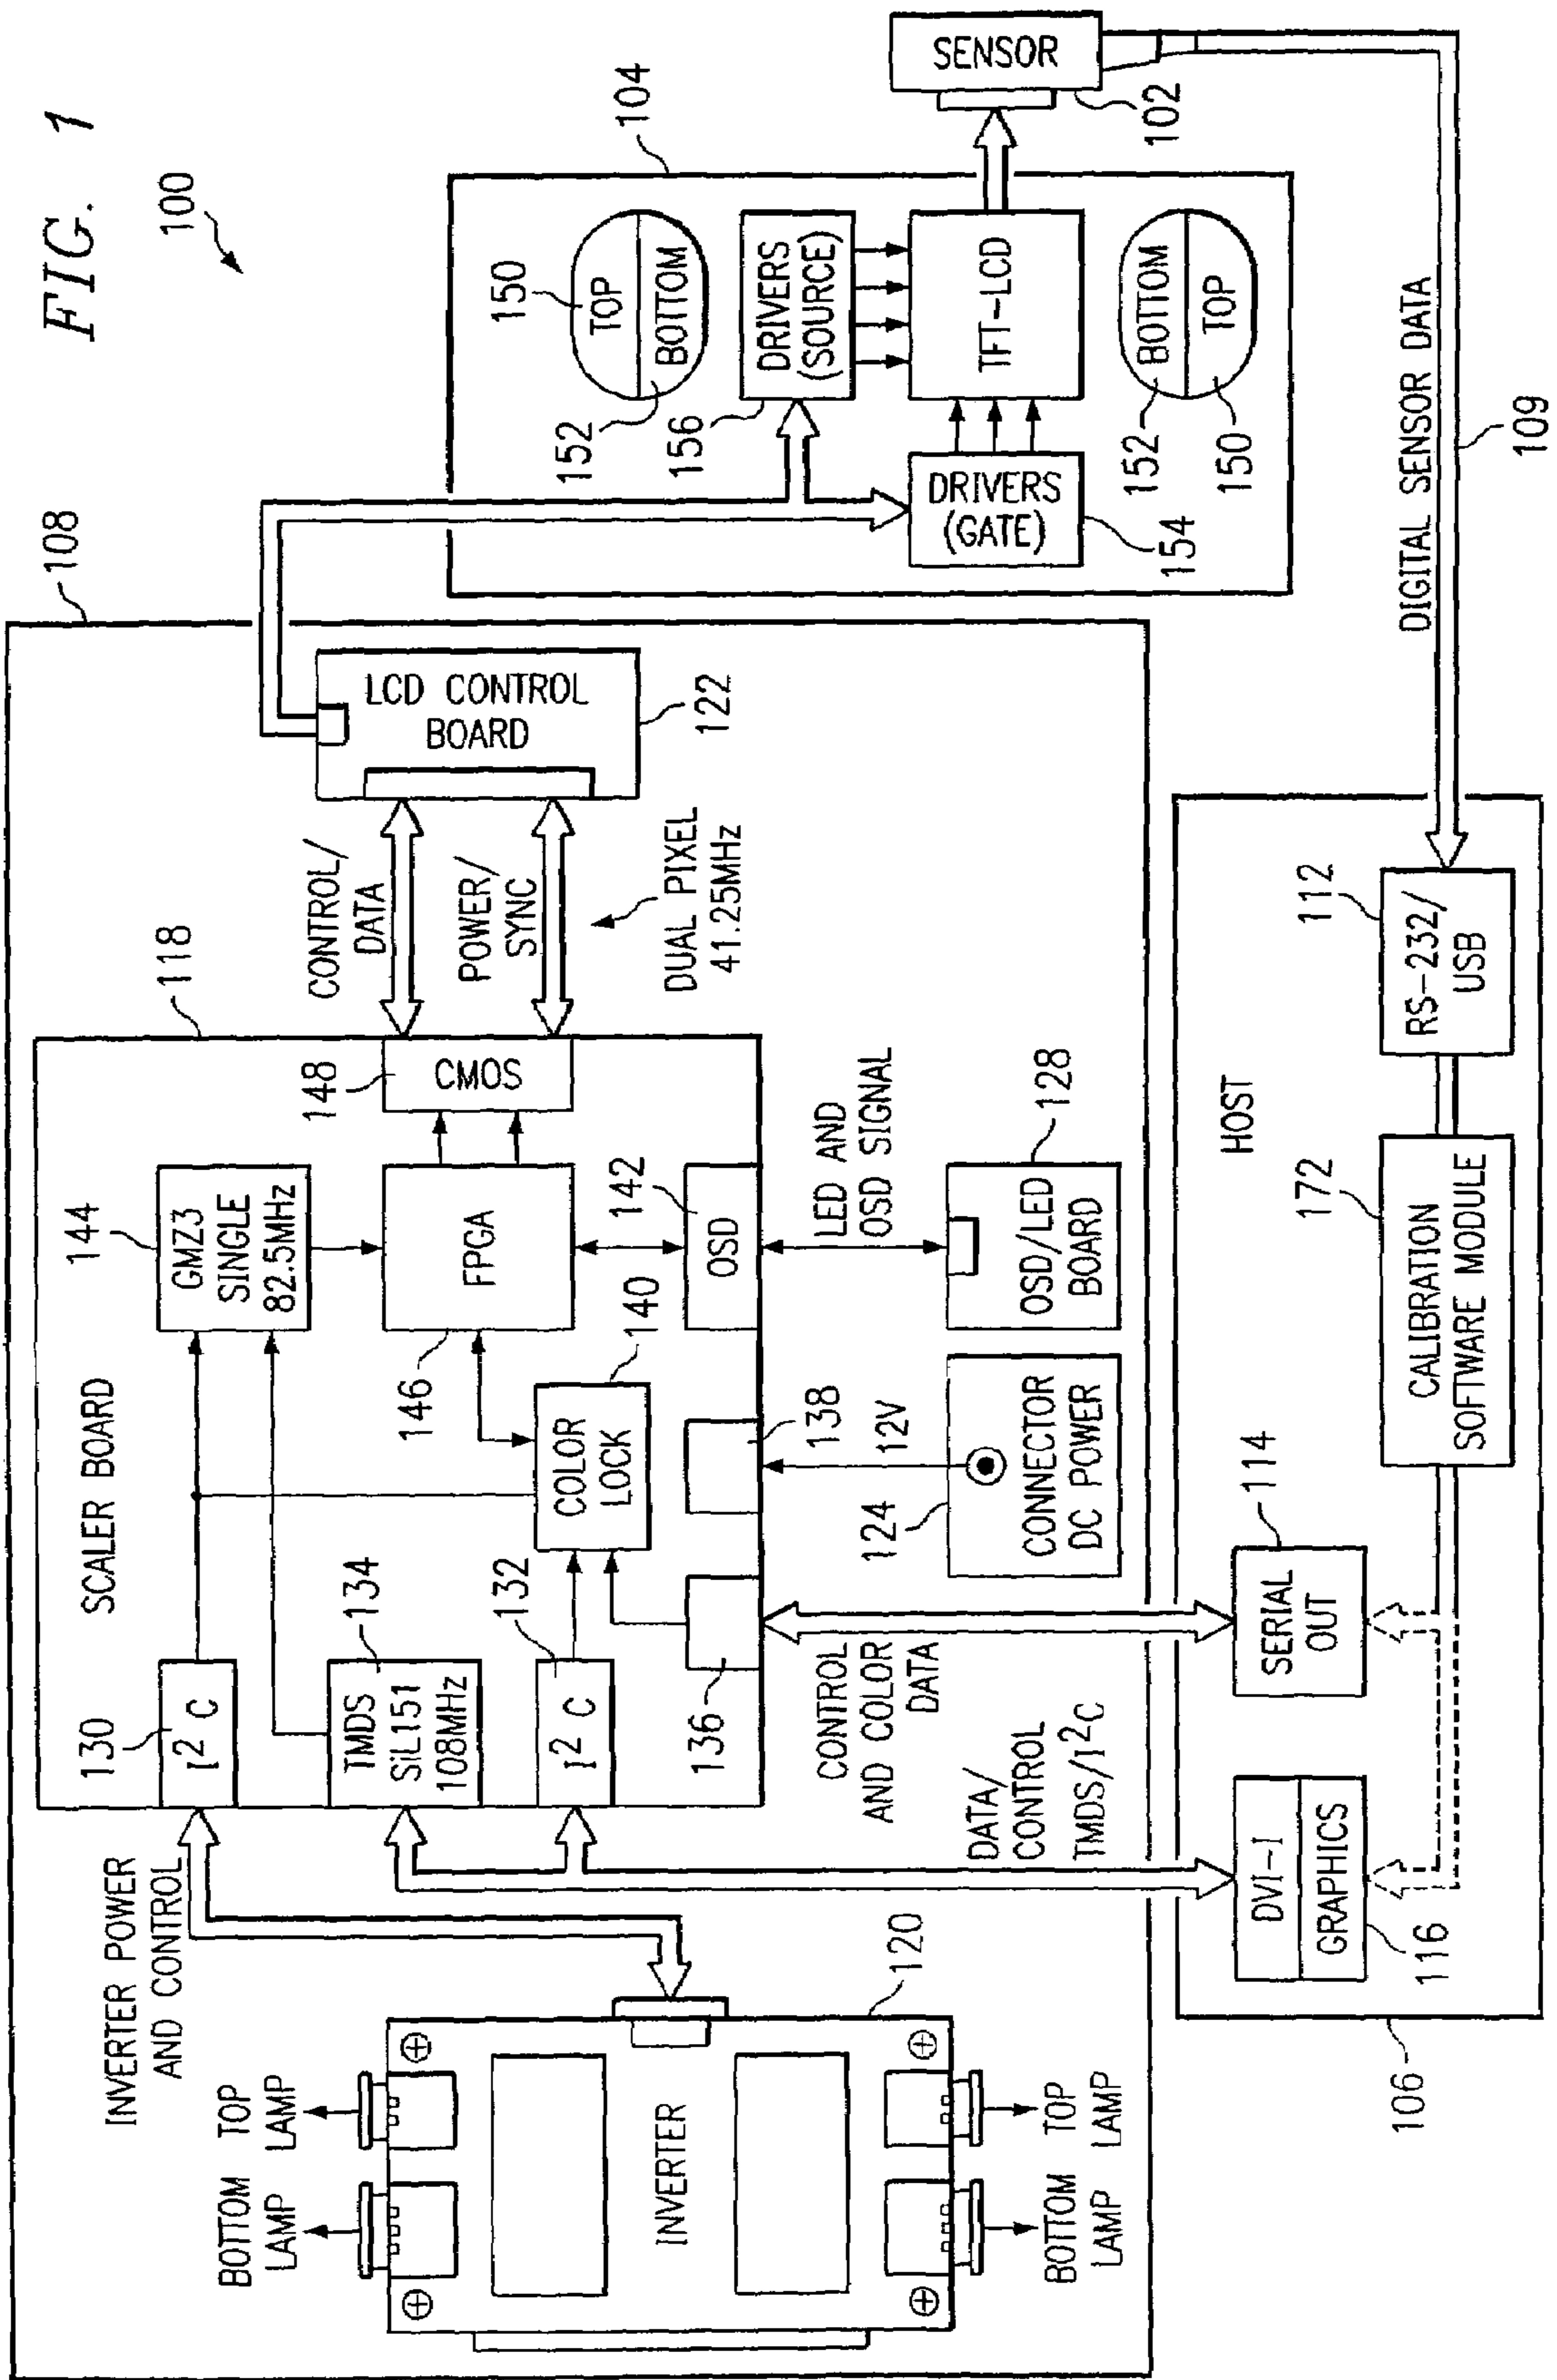 FIG. 1
100
108
118
SCALER BOARD
INVERTER POWER
AND CONTROL
130
I² C
144
GMZ3
SINGLE
82.5MHz
134
TMDS
SiL151
108MHz
132
I² C
146
FPGA
148
CMOS
COLOR
LOCK
140
142
OSD
136
138
CONTROL/
DATA
POWER/
SYNC
DUAL PIXEL
41.25MHz
LCD CONTROL
BOARD
122
TOP
LAMP
BOTTOM
LAMP
INVERTER
120
TOP
LAMP
BOTTOM
LAMP
CONTROL
AND COLOR
DATA
DATA/
CONTROL
TMDS/I²C
12V
124
CONNECTOR
DC POWER
LED AND
OSD SIGNAL
128
OSD/LED
BOARD
104
150
TOP
BOTTOM
152
156
DRIVERS
(SOURCE)
TFT-LCD
DRIVERS
(GATE)
154
152
BOTTOM
TOP
150
SENSOR
102
DIGITAL SENSOR DATA
109
HOST
106
DVI-I
GRAPHICS
116
114
SERIAL
OUT
172
CALIBRATION
SOFTWARE MODULE
112
RS-232/
USB